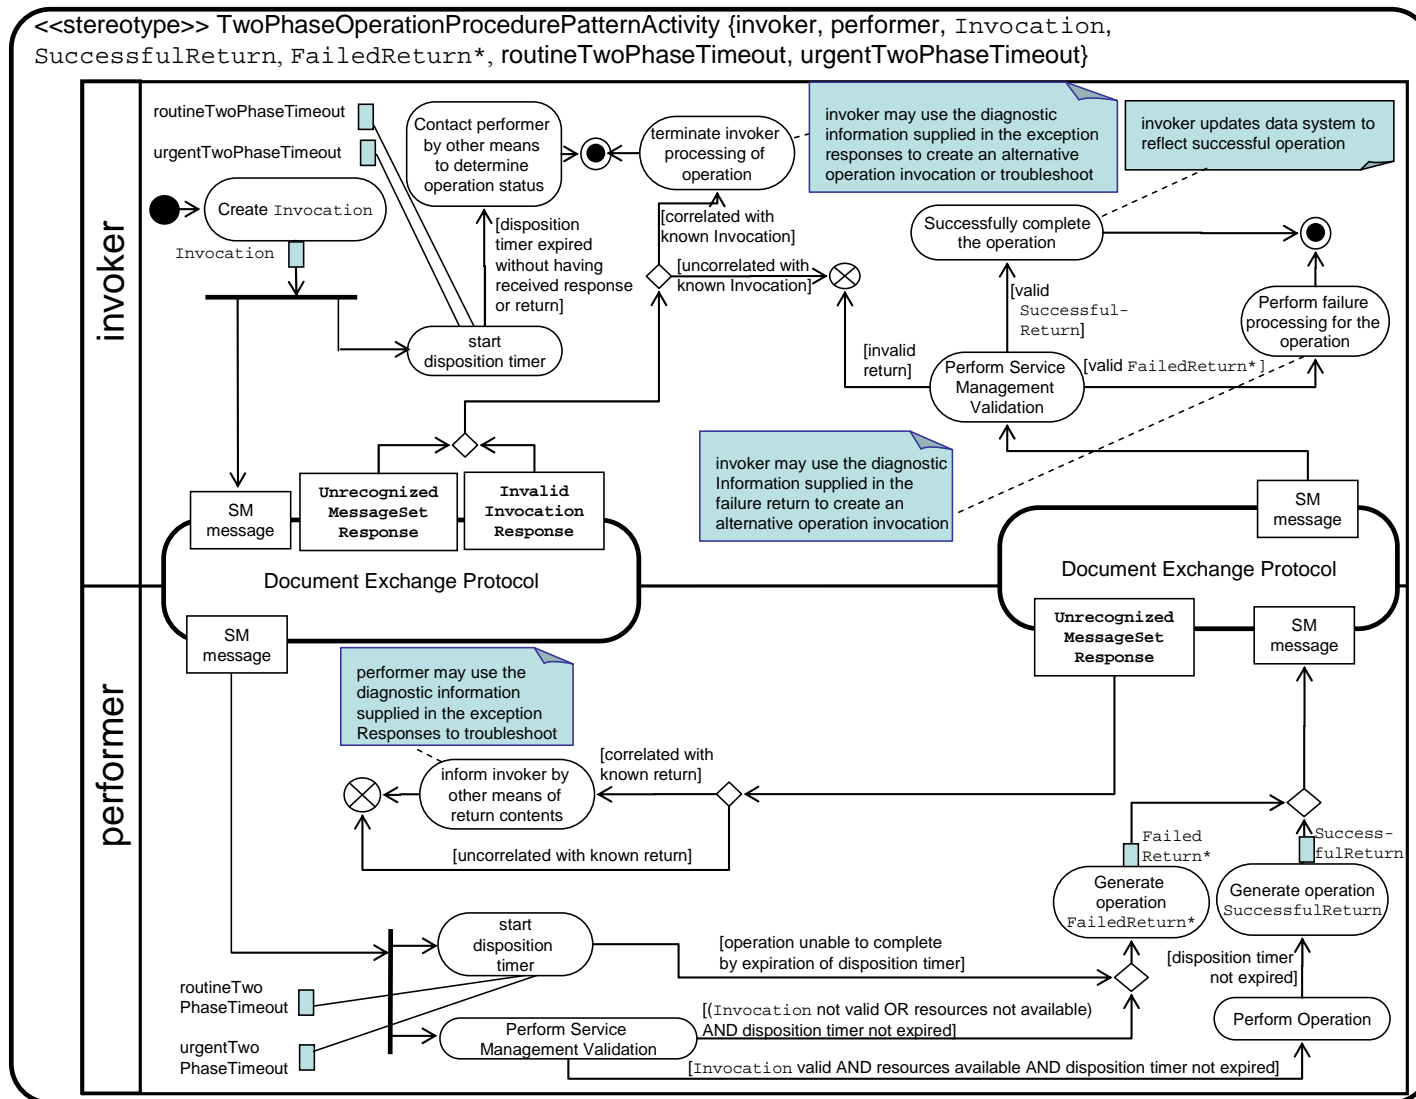 <<stereotype>> TwoPhaseOperationProcedurePatternActivity {invoker, performer, Invocation,
SuccessfulReturn, FailedReturn*, routineTwoPhaseTimeout, urgentTwoPhaseTimeout}
invoker
routineTwoPhaseTimeout
urgentTwoPhaseTimeout
Create Invocation
Invocation
Contact performer
by other means
to determine
operation status
terminate invoker
processing of
operation
invoker may use the diagnostic
information supplied in the exception
responses to create an alternative
operation invocation or troubleshoot
invoker updates data system to
reflect successful operation
[disposition
timer expired
without having
received response
or return]
[correlated with
known Invocation]
[uncorrelated with
known Invocation]
Successfully complete
the operation
[valid
Successful-
Return]
Perform failure
processing for the
operation
start
disposition timer
[invalid
return]
Perform Service
Management
Validation
[valid FailedReturn*]
invoker may use the diagnostic
Information supplied in the
failure return to create an
alternative operation invocation
SM
message
Unrecognized
MessageSet
Response
Invalid
Invocation
Response
SM
message
Document Exchange Protocol
Document Exchange Protocol
performer
SM
message
Unrecognized
MessageSet
Response
SM
message
performer may use the
diagnostic information
supplied in the exception
Responses to troubleshoot
inform invoker by
other means of
return contents
[correlated with
known return]
[uncorrelated with known return]
Failed
Return*
Success-
fulReturn
Generate
operation
FailedReturn*
Generate operation
SuccessfulReturn
start
disposition
timer
[operation unable to complete
by expiration of disposition timer]
[disposition timer
not expired]
routineTwo
PhaseTimeout
urgentTwo
PhaseTimeout
Perform Service
Management Validation
[(Invocation not valid OR resources not available)
AND disposition timer not expired]
Perform Operation
[Invocation valid AND resources available AND disposition timer not expired]